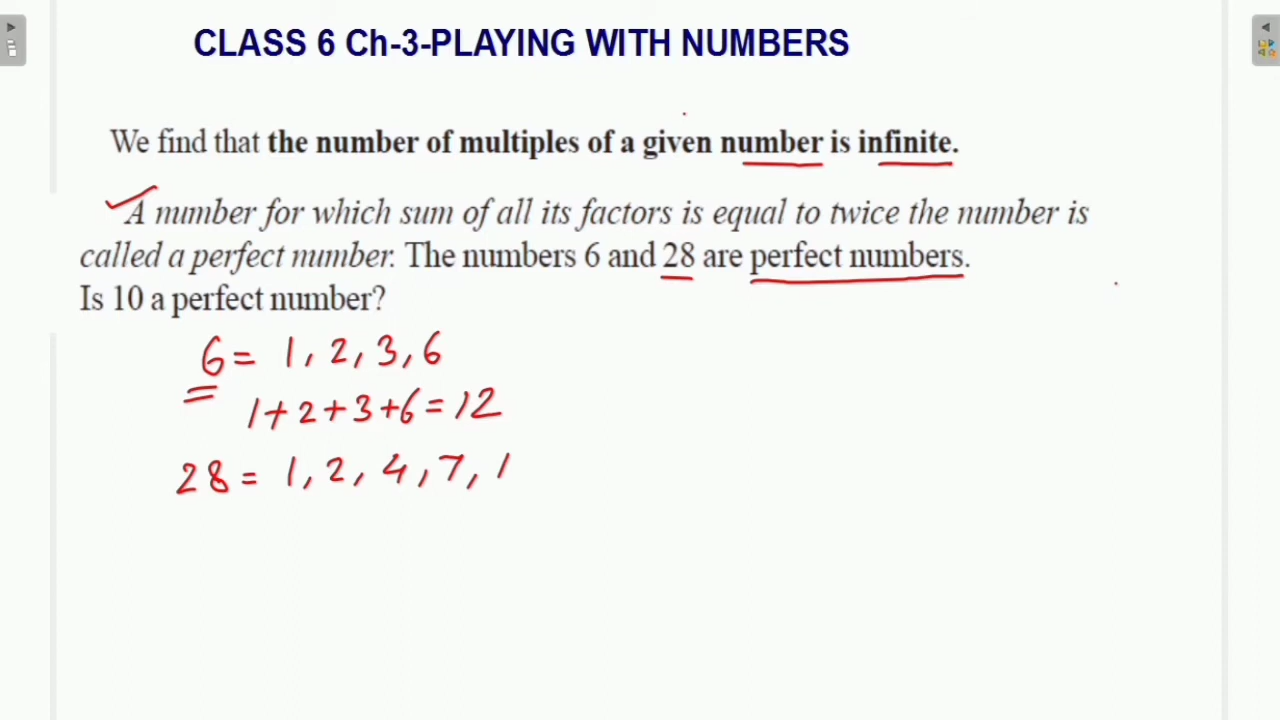 CLASS 6 Ch-3-PLAYING WITH NUMBERS
We find that the number of multiples of a given number is infinite.
A number for which sum of all its factors is equal to twice the number is
called a perfect number. The numbers 6 and 28 are perfect numbers.
Is 10 a perfect number?
6 = 1, 2, 3, 6
1+2+3+6=12
28 = 1, 2, 4, 7, 1